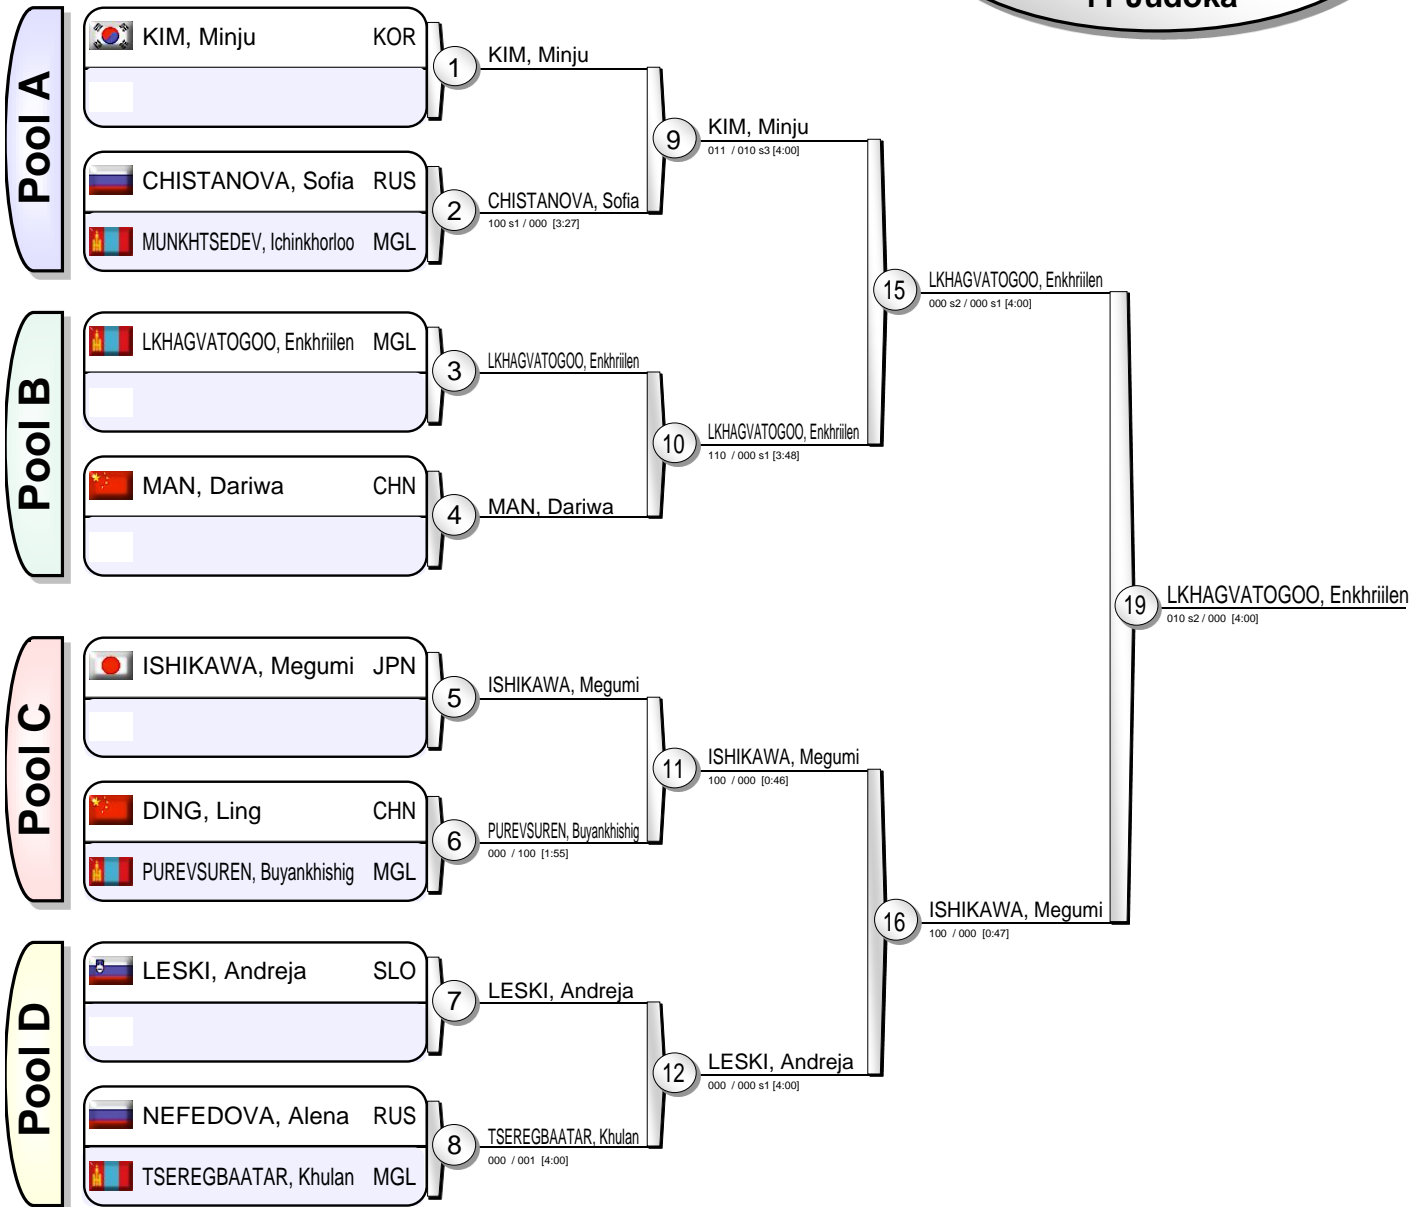 11 Judoka
Pool A
KIM, Minju KOR
1
KIM, Minju
CHISTANOVA, Sofia RUS
MUNKHTSEDEV, Ichinkhorloo MGL
2
CHISTANOVA, Sofia
100 s1 / 000 [3:27]
9
KIM, Minju
011 / 010 s3 [4:00]
Pool B
LKHAGVATOGOO, Enkhriilen MGL
3
LKHAGVATOGOO, Enkhriilen
MAN, Dariwa CHN
4
MAN, Dariwa
10
LKHAGVATOGOO, Enkhriilen
110 / 000 s1 [3:48]
15
LKHAGVATOGOO, Enkhriilen
000 s2 / 000 s1 [4:00]
Pool C
ISHIKAWA, Megumi JPN
5
ISHIKAWA, Megumi
DING, Ling CHN
PUREVSUREN, Buyankhishig MGL
6
PUREVSUREN, Buyankhishig
000 / 100 [1:55]
11
ISHIKAWA, Megumi
100 / 000 [0:46]
Pool D
LESKI, Andreja SLO
7
LESKI, Andreja
NEFEDOVA, Alena RUS
TSEREGBAATAR, Khulan MGL
8
TSEREGBAATAR, Khulan
000 / 001 [4:00]
12
LESKI, Andreja
000 / 000 s1 [4:00]
16
ISHIKAWA, Megumi
100 / 000 [0:47]
19
LKHAGVATOGOO, Enkhriilen
010 s2 / 000 [4:00]